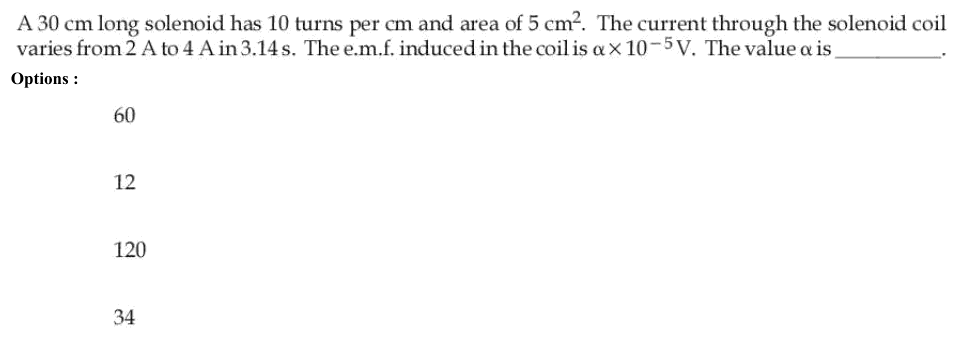 A 30 cm long solenoid has 10 turns per cm and area of 5 cm². The current through the solenoid coil
varies from 2 A to 4 A in 3.14 s. The e.m.f. induced in the coil is α × 10⁻⁵ V. The value α is __________.
Options :
60
12
120
34